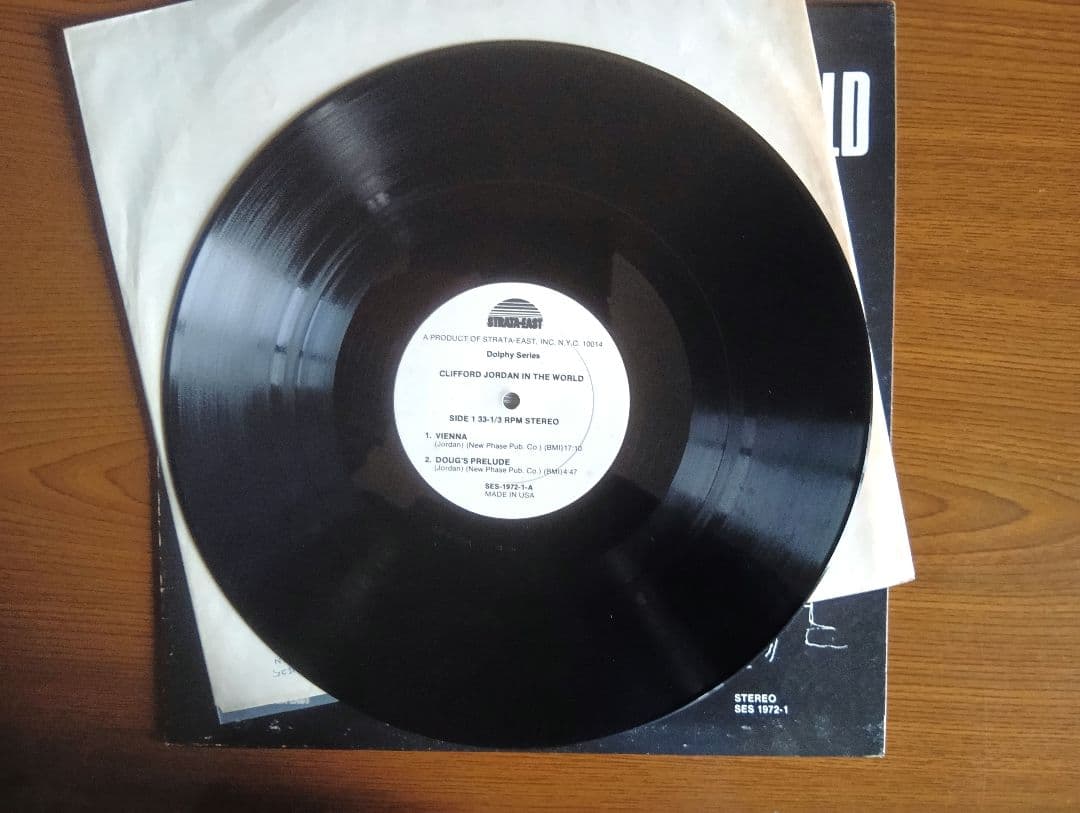 LD
STRATA-EAST
A PRODUCT OF STRATA-EAST, INC. N.Y.C. 10014
Dolphy Series
CLIFFORD JORDAN IN THE WORLD
SIDE 1 33-1/3 RPM STEREO
1. VIENNA
(Jordan) (New Phase Pub. Co.) (BMI)17:10
2. DOUG'S PRELUDE
(Jordan) (New Phase Pub. Co.) (BMI)4:47
SES-1972-1-A
MADE IN USA
STEREO
SES 1972-1